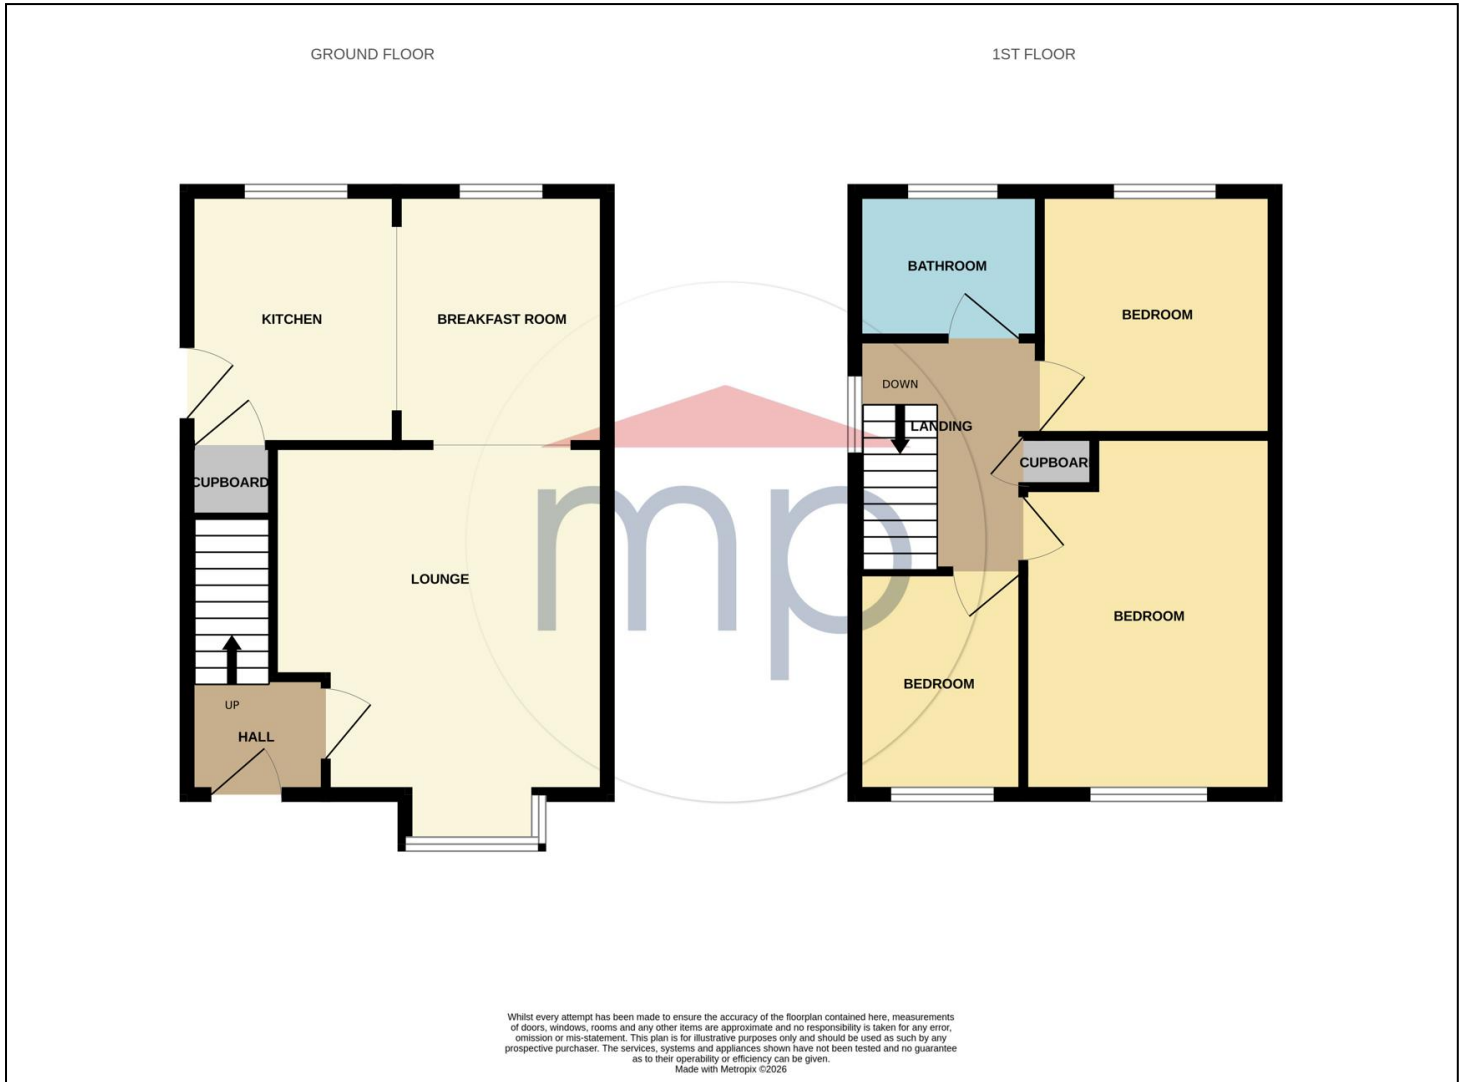 GROUND FLOOR
1ST FLOOR
KITCHEN
BREAKFAST ROOM
CUPBOARD
LOUNGE
UP
HALL
BATHROOM
BEDROOM
DOWN
LANDING
CUPBOAR
BEDROOM
BEDROOM
mp
Whilst every attempt has been made to ensure the accuracy of the floorplan contained here, measurements
of doors, windows, rooms and any other items are approximate and no responsibility is taken for any error,
omission or mis-statement. This plan is for illustrative purposes only and should be used as such by any
prospective purchaser. The services, systems and appliances shown have not been tested and no guarantee
as to their operability or efficiency can be given.
Made with Metropix ©2026